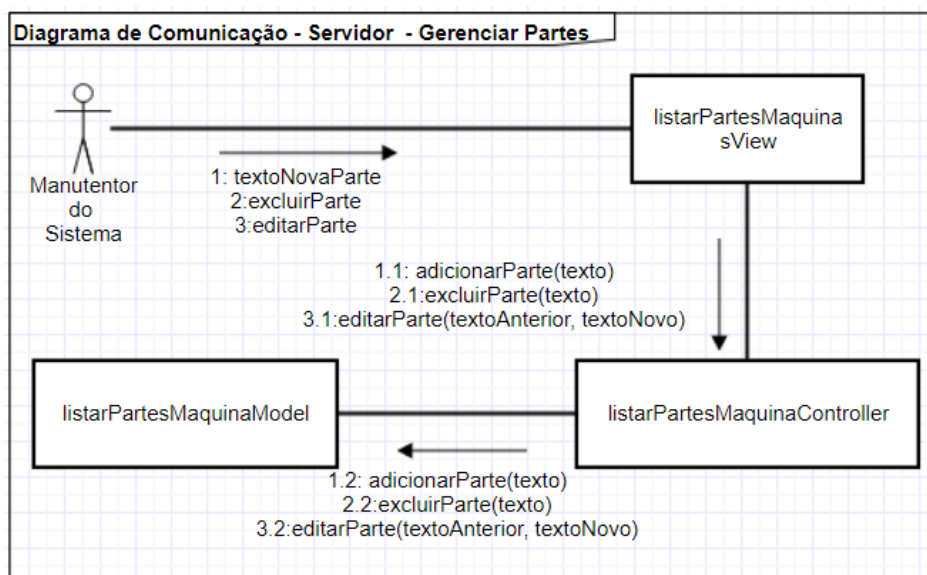 Diagrama de Comunicação - Servidor  - Gerenciar Partes
listarPartesMaquina
sView
Manutentor
do
Sistema
1: textoNovaParte
2:excluirParte
3:editarParte
1.1: adicionarParte(texto)
2.1:excluirParte(texto)
3.1:editarParte(textoAnterior, textoNovo)
listarPartesMaquinaModel
listarPartesMaquinaController
1.2: adicionarParte(texto)
2.2:excluirParte(texto)
3.2:editarParte(textoAnterior, textoNovo)